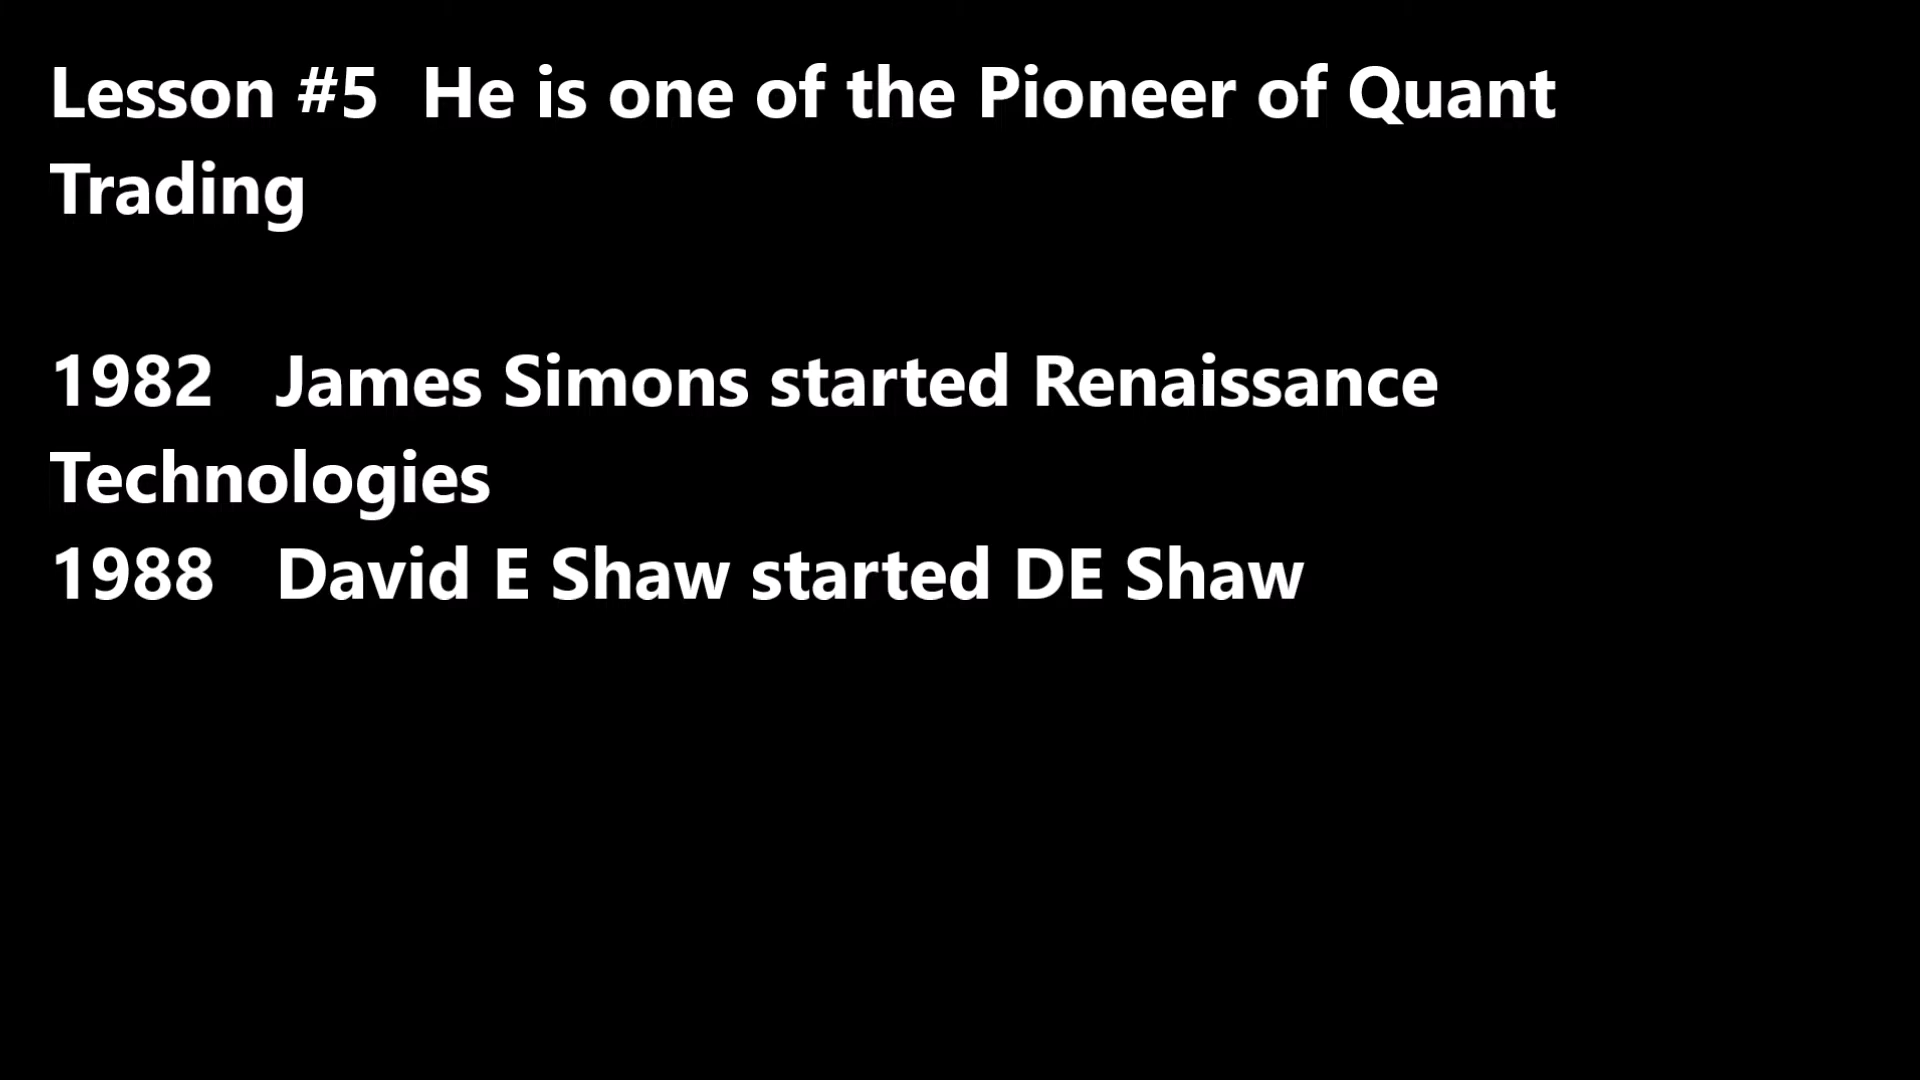 Lesson #5  He is one of the Pioneer of Quant
Trading
1982   James Simons started Renaissance
Technologies
1988   David E Shaw started DE Shaw